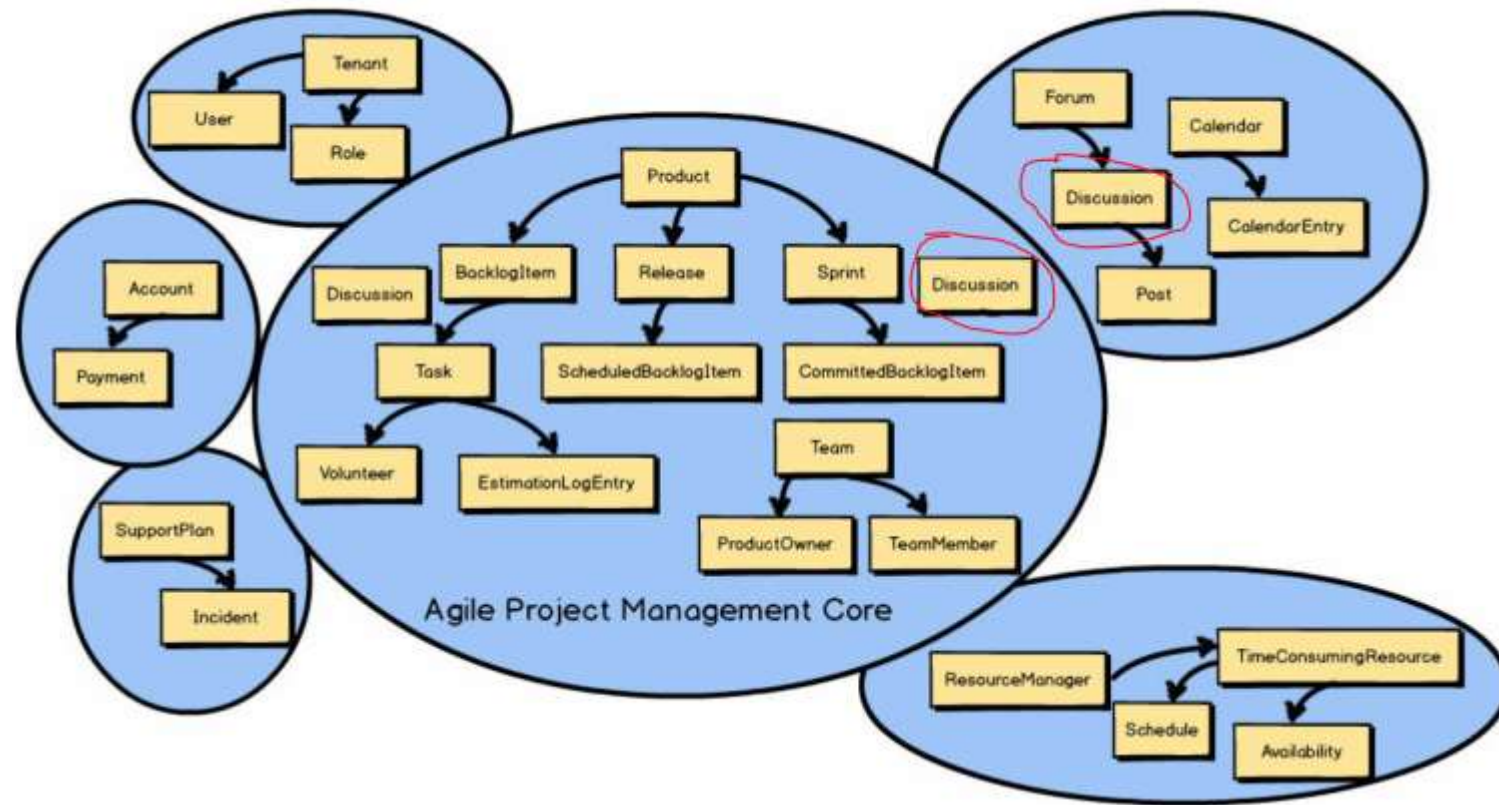 Tenant
User
Role
Forum
Calendar
Discussion
CalendarEntry
Post
Product
BacklogItem
Release
Sprint
Discussion
Discussion
Task
ScheduledBacklogItem
CommittedBacklogItem
Volunteer
EstimationLogEntry
Team
ProductOwner
TeamMember
Agile Project Management Core
Account
Payment
SupportPlan
Incident
ResourceManager
TimeConsumingResource
Schedule
Availability